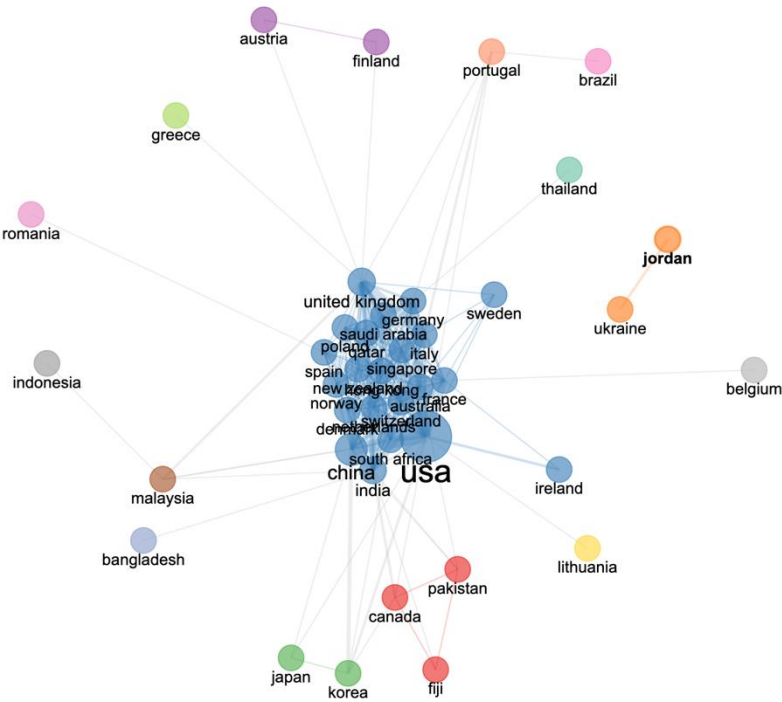 austria
finland
portugal
brazil
greece
thailand
romania
jordan
united kingdom
germany
sweden
saudi arabia
ukraine
poland
qatar
italy
indonesia
spain
singapore
belgium
new zealand
hong kong
france
norway
australia
denmark
switzerland
netherlands
south africa
china
usa
india
ireland
malaysia
bangladesh
lithuania
pakistan
canada
japan
korea
fiji